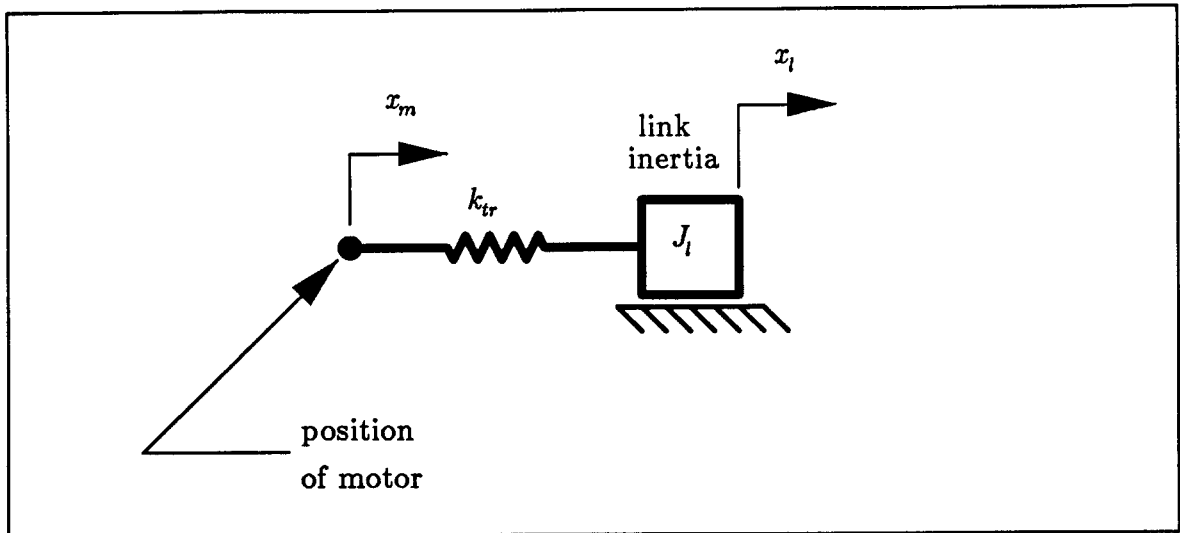 x_l
x_m
link
inertia
k_tr
J_l
position
of motor